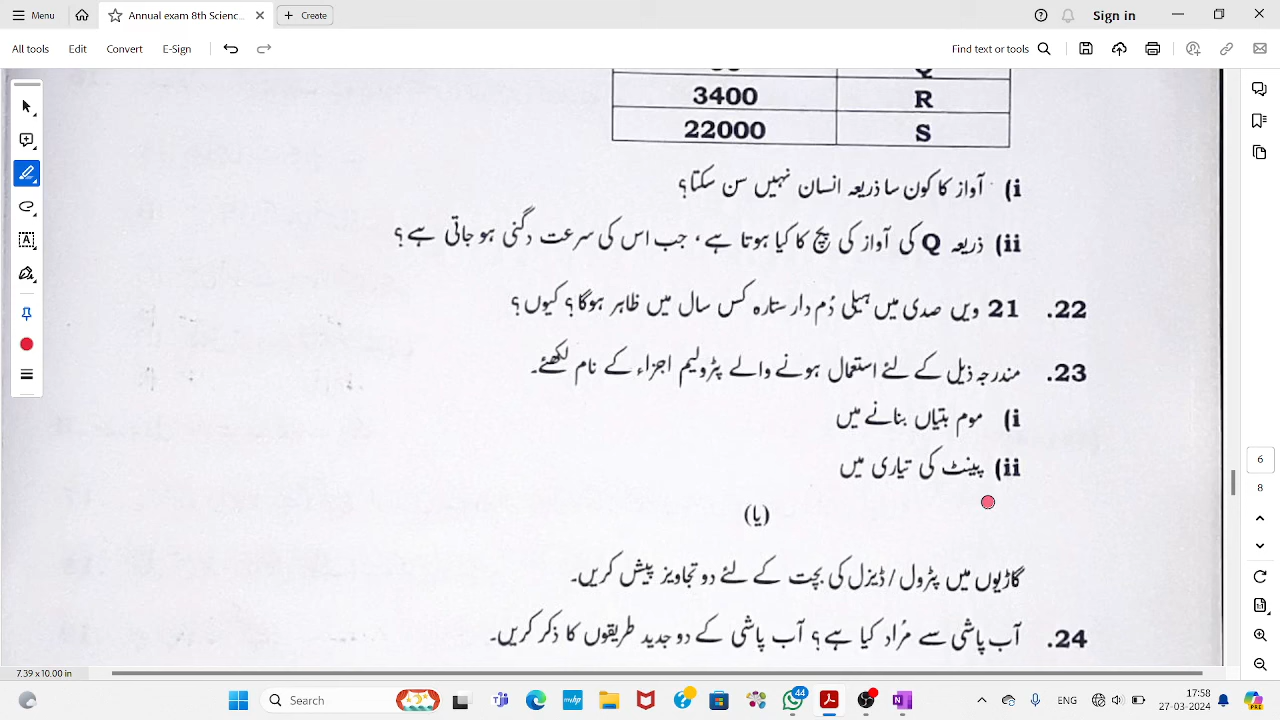 Menu
Annual exam 8th Scienc
Create
Sign in
All tools
Edit
Convert
E-Sign
Find text or tools
3400 R
22000 S
i) آواز کا کون سا ذریعہ انسان نہیں سن سکتا؟
ii) ذریعہ Q کی آواز کی پچ کا کیا ہوتا ہے، جب اس کی سرعت دگنی ہو جاتی ہے؟
22. 21 ویں صدی میں ہیلی دُم دار ستارہ کس سال میں ظاہر ہوگا؟ کیوں؟
23. مندرجہ ذیل کے لئے استعمال ہونے والے پٹرولیم اجزاء کے نام لکھئے۔
i) موم بتیاں بنانے میں
ii) پینٹ کی تیاری میں
(یا)
گاڑیوں میں پٹرول/ڈیزل کی بچت کے لئے دو تجاویز پیش کریں۔
24. آب پاشی سے مُراد کیا ہے؟ آب پاشی کے دو جدید طریقوں کا ذکر کریں۔
6
8
7.39 x 10.00 in
Search
44
ENG
17:58
27-03-2024